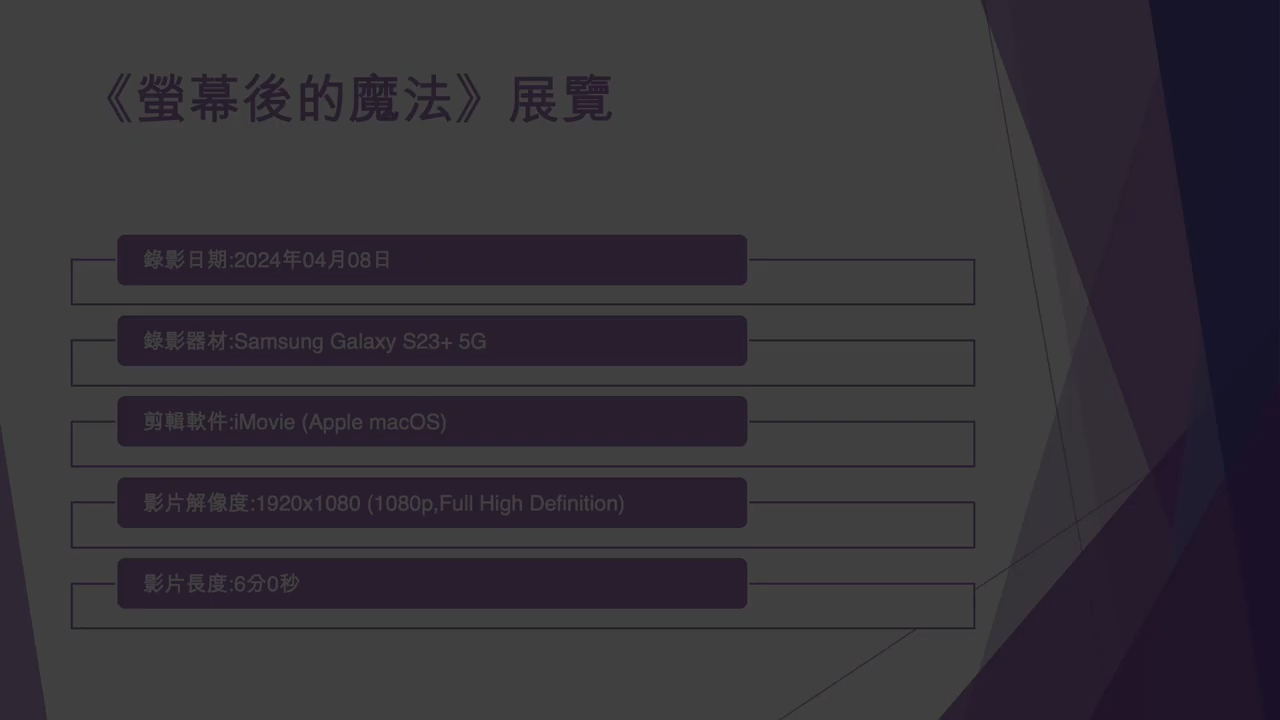 《螢幕後的魔法》展覽
錄影日期:2024年04月08日
錄影器材:Samsung Galaxy S23+ 5G
剪輯軟件:iMovie (Apple macOS)
影片解像度:1920x1080 (1080p,Full High Definition)
影片長度:6分0秒